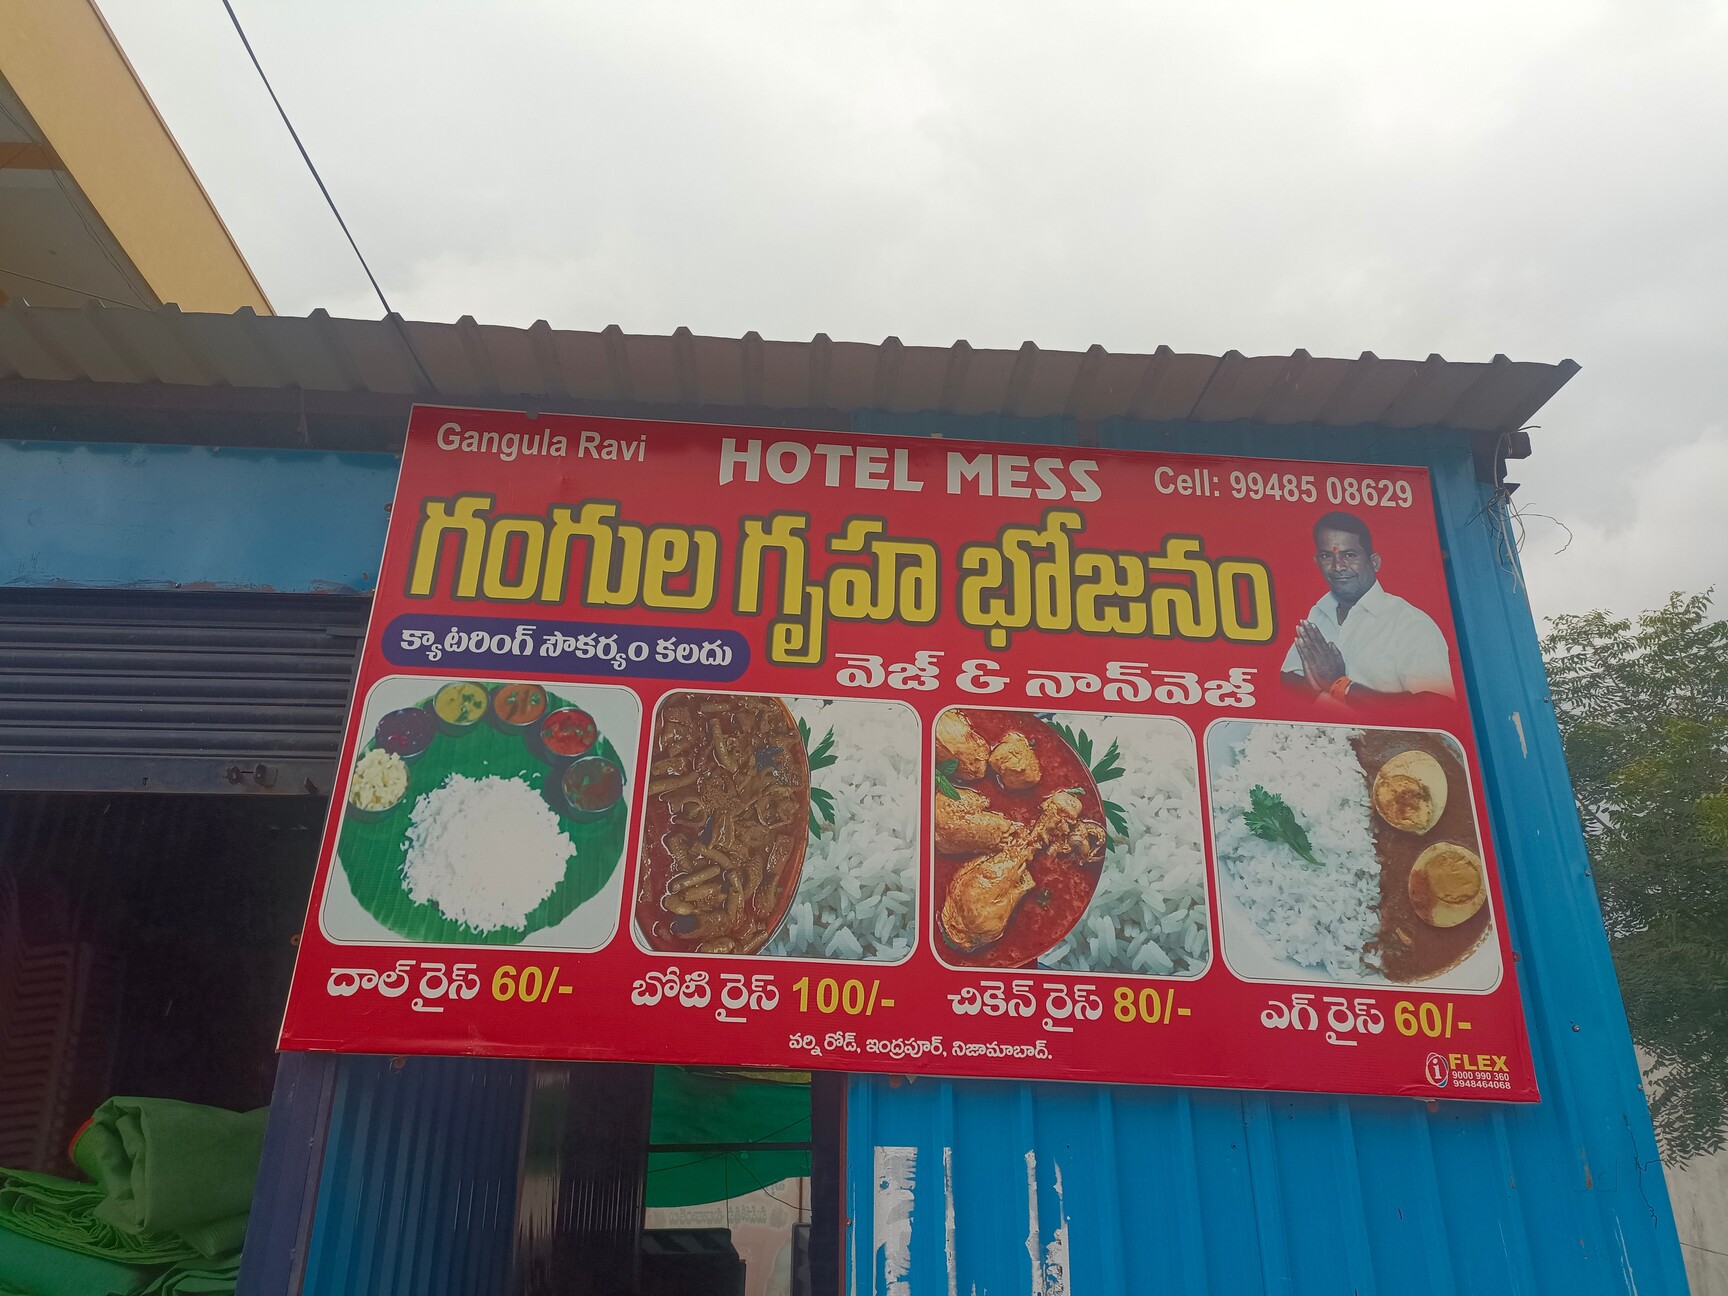 Gangula Ravi
HOTEL MESS
Cell: 99485 08629
గంగుల గృహ భోజనం
క్యాటరింగ్ సౌకర్యం కలదు
వెజ్ & నాన్‌వెజ్
దాల్ రైస్ 60/-
బోటి రైస్ 100/-
చికెన్ రైస్ 80/-
ఎగ్ రైస్ 60/-
వర్ని రోడ్, ఇంద్రపూర్, నిజామాబాద్.
i FLEX
9000 990 360
9948464068